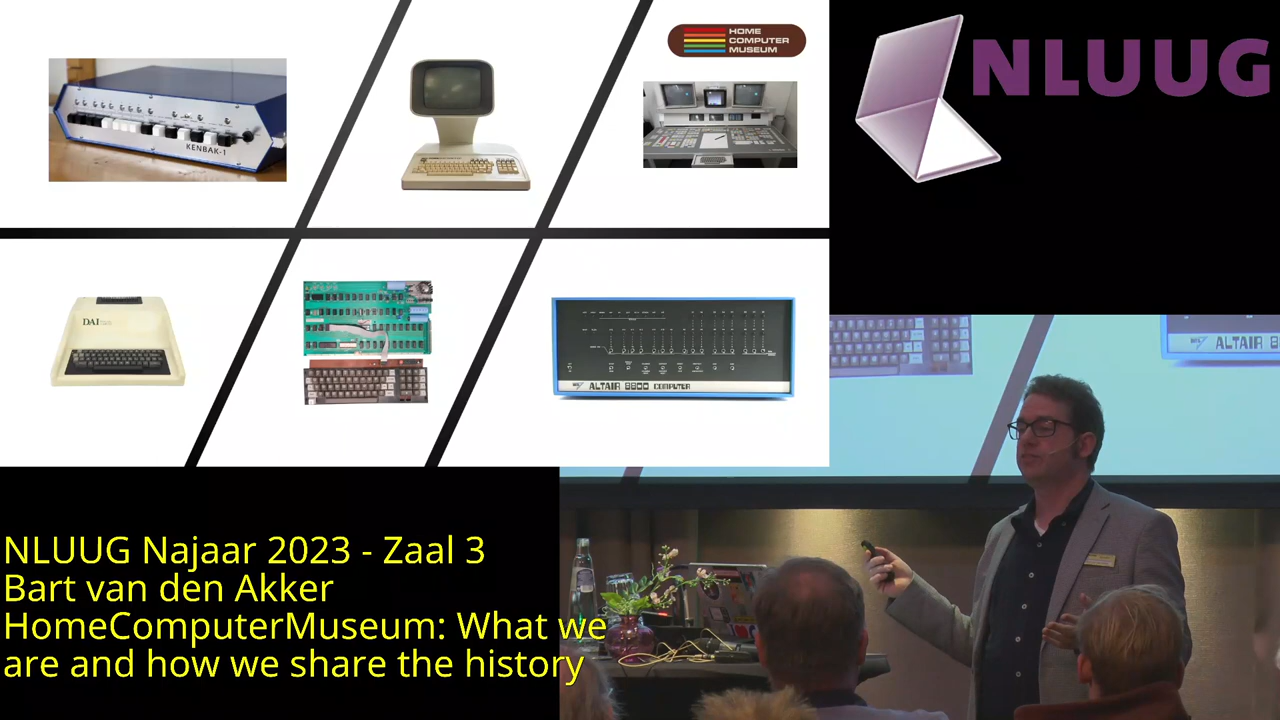 HOME
COMPUTER
MUSEUM
NLUUG
KENBAK-1
DAI
ALTAIR 8800 COMPUTER
ALTAIR 8
NLUUG Najaar 2023 - Zaal 3
Bart van den Akker
HomeComputerMuseum: What we
are and how we share the history